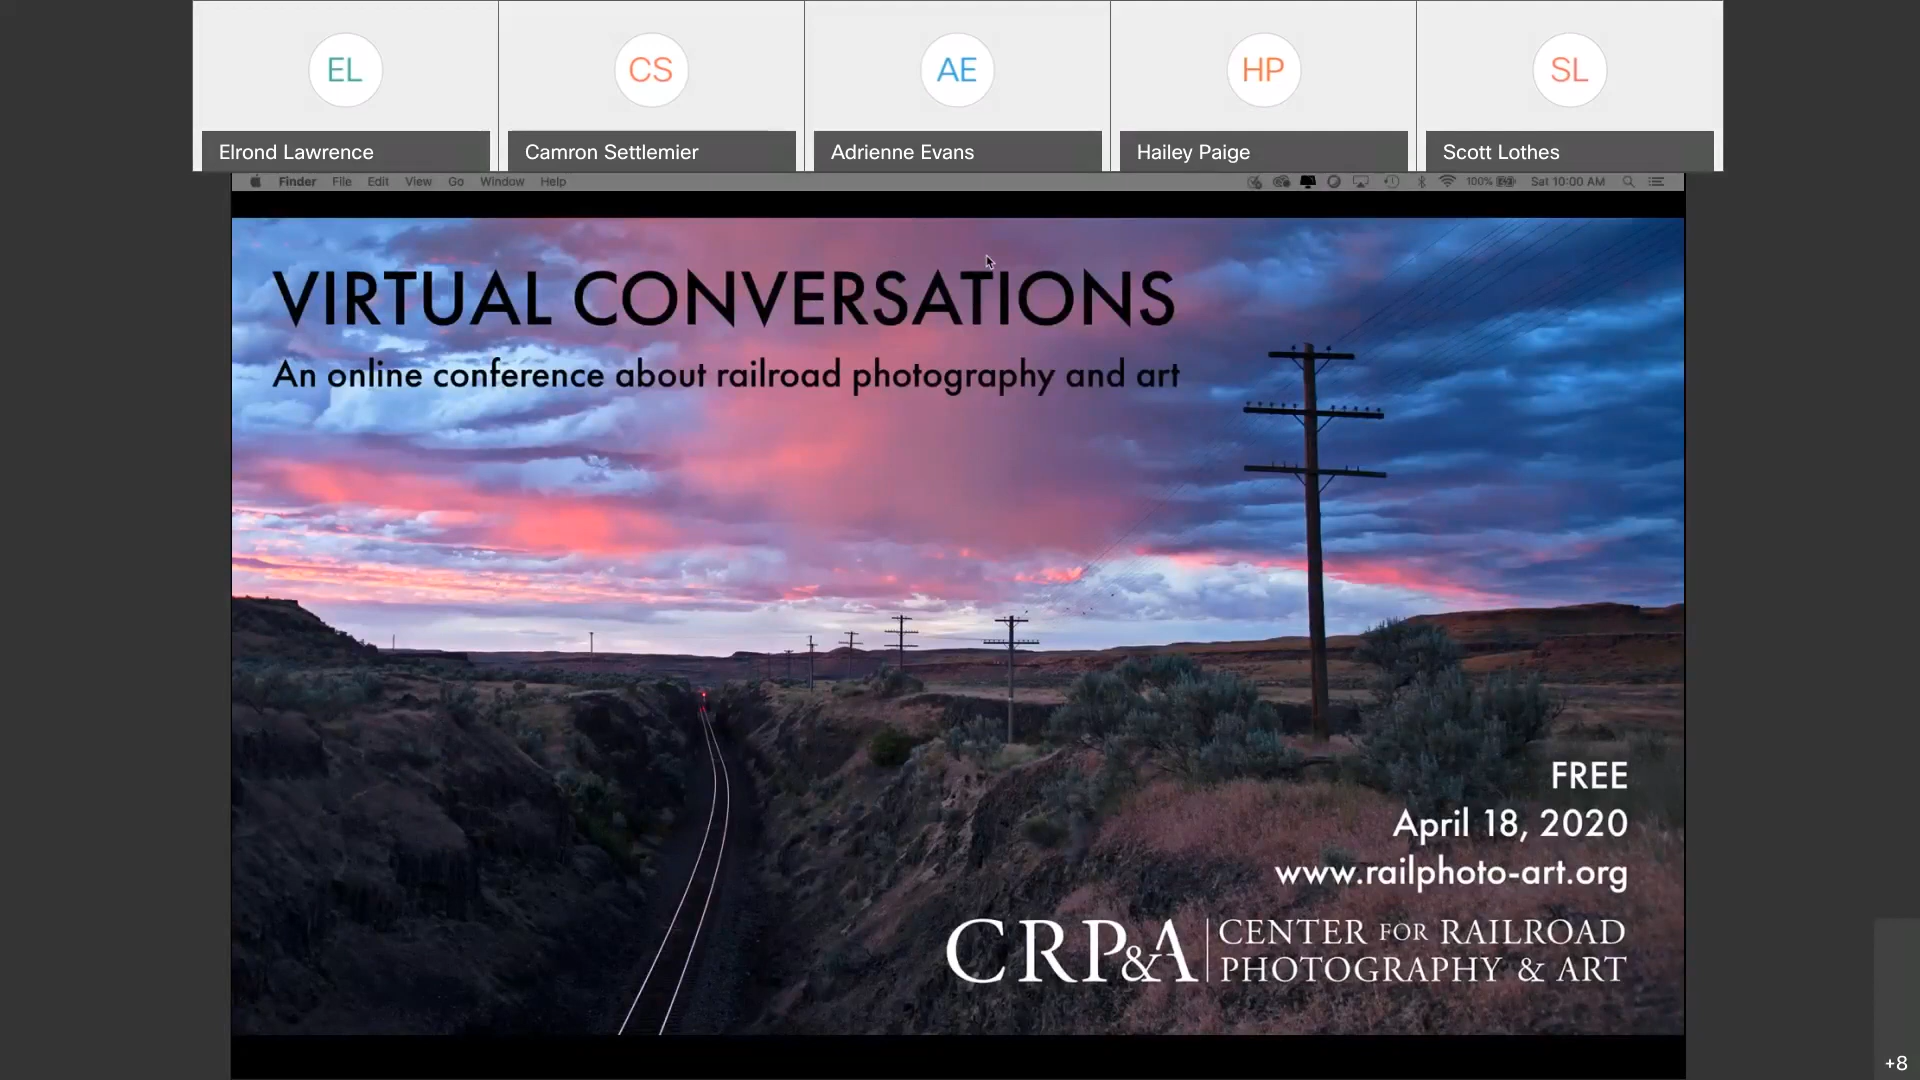 EL
CS
AE
HP
SL
Elrond Lawrence
Camron Settlemier
Adrienne Evans
Hailey Paige
Scott Lothes
Finder File Edit View Go Window Help
100% Sat 10:00 AM
VIRTUAL CONVERSATIONS
An online conference about railroad photography and art
FREE
April 18, 2020
www.railphoto-art.org
CRP&A
CENTER FOR RAILROAD
PHOTOGRAPHY & ART
+8